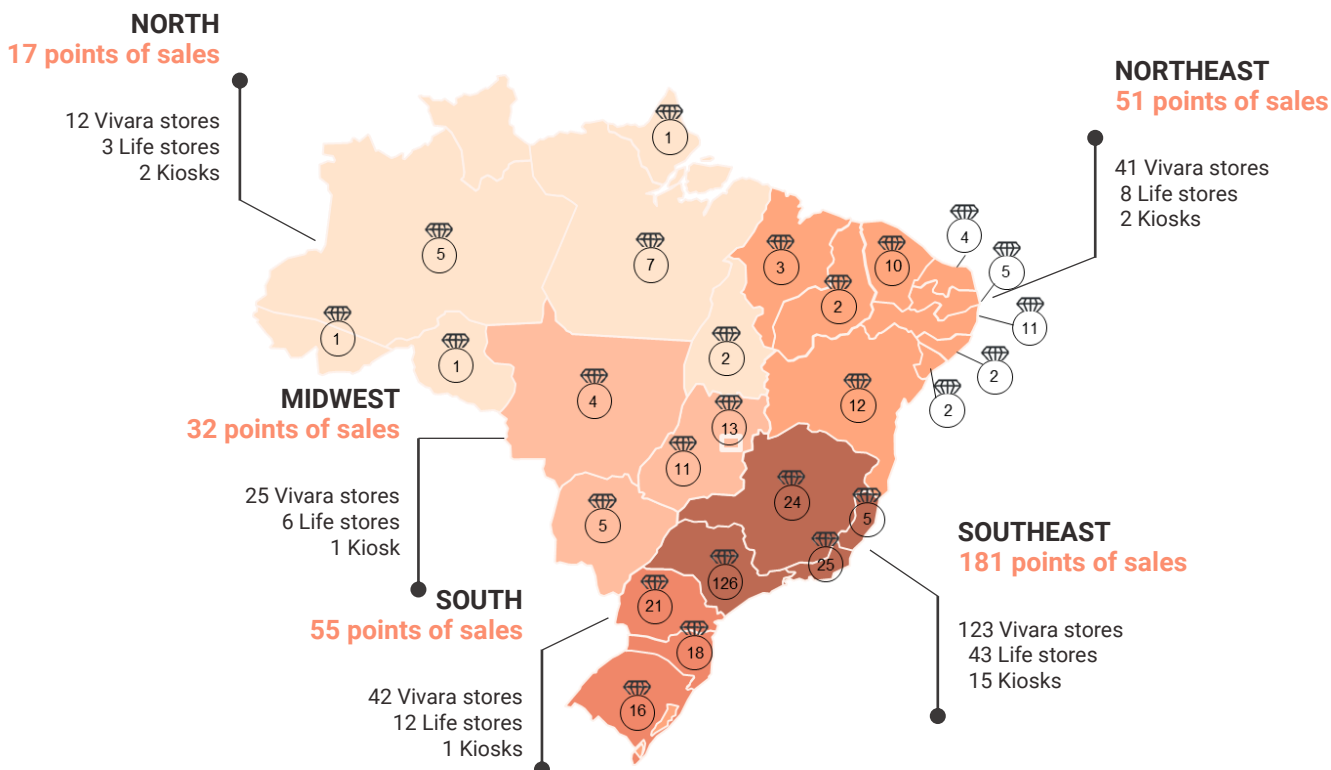 NORTH
17 points of sales
12 Vivara stores
3 Life stores
2 Kiosks
NORTHEAST
51 points of sales
41 Vivara stores
8 Life stores
2 Kiosks
1
5
7
3
10
4
5
2
11
1
1
2
2
2
12
MIDWEST
32 points of sales
25 Vivara stores
6 Life stores
1 Kiosk
4
13
11
5
24
5
25
126
SOUTHEAST
181 points of sales
123 Vivara stores
43 Life stores
15 Kiosks
SOUTH
55 points of sales
42 Vivara stores
12 Life stores
1 Kiosks
21
18
16